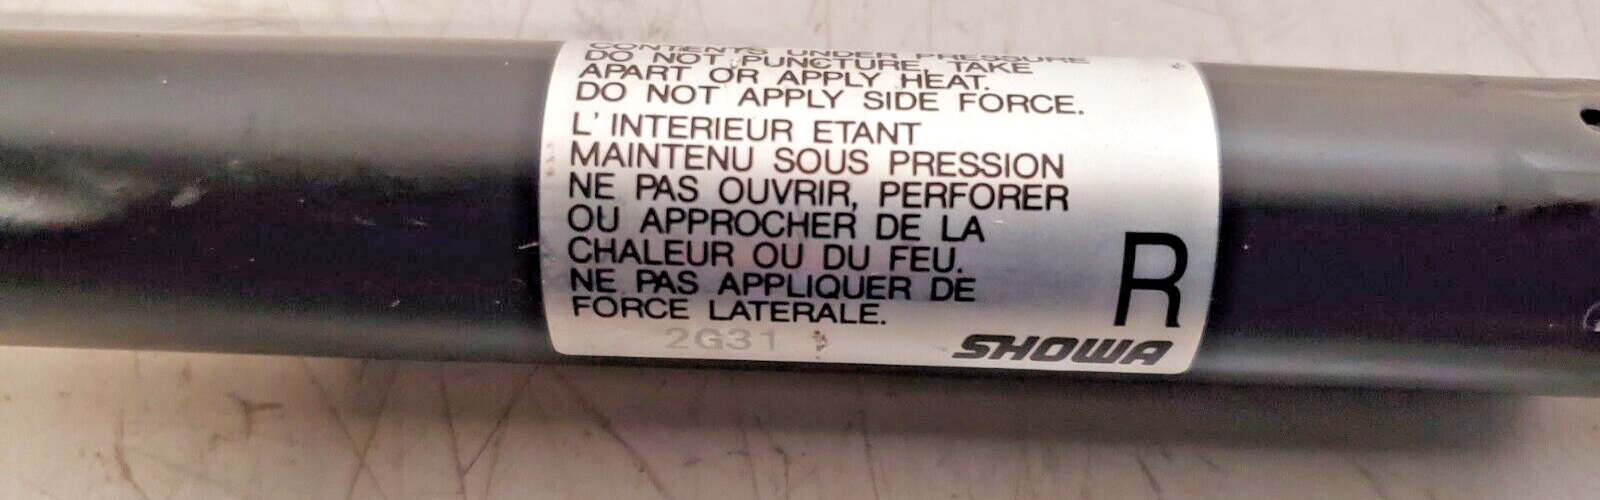 CONTENTS UNDER PRESSURE
DO NOT PUNCTURE, TAKE
APART OR APPLY HEAT.
DO NOT APPLY SIDE FORCE.
L'INTERIEUR ETANT
MAINTENU SOUS PRESSION
NE PAS OUVRIR, PERFORER
OU APPROCHER DE LA
CHALEUR OU DU FEU.
NE PAS APPLIQUER DE
FORCE LATERALE.
R
2G31
SHOWA